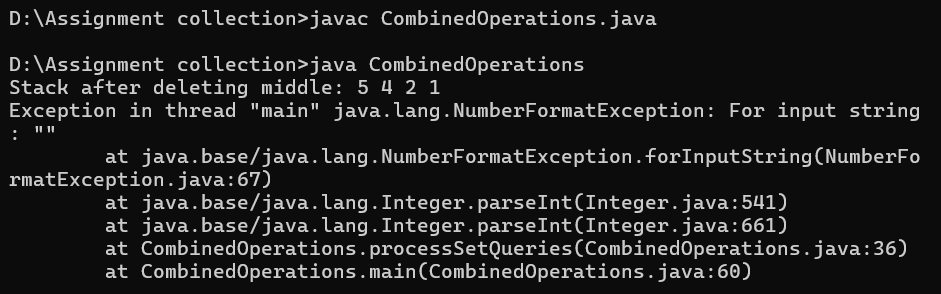 D:\Assignment collection>javac CombinedOperations.java
D:\Assignment collection>java CombinedOperations
Stack after deleting middle: 5 4 2 1
Exception in thread "main" java.lang.NumberFormatException: For input string
: ""
        at java.base/java.lang.NumberFormatException.forInputString(NumberFo
rmatException.java:67)
        at java.base/java.lang.Integer.parseInt(Integer.java:541)
        at java.base/java.lang.Integer.parseInt(Integer.java:661)
        at CombinedOperations.processSetQueries(CombinedOperations.java:36)
        at CombinedOperations.main(CombinedOperations.java:60)